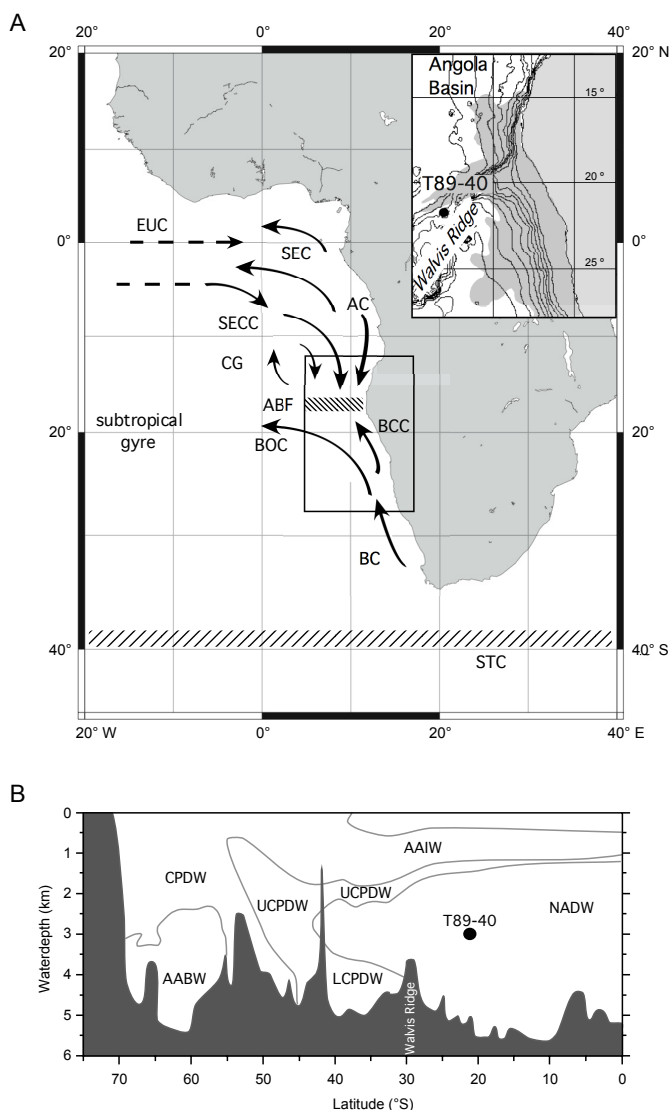 A
20° 0° 20° 40°
20° 20° N
Angola
Basin
15°
T89-40
20°
Walvis Ridge
25°
EUC
0° 0°
SEC
AC
SECC
CG
ABF
BCC
subtropical
gyre
20° 20°
BOC
BC
40° 40° S
STC
20° W 0° 20° 40° E
B
0
1
2
3
4
5
6
Waterdepth (km)
AAIW
CPDW
UCPDW
UCPDW
NADW
T89-40
AABW
LCPDW
Walvis Ridge
70 60 50 40 30 20 10 0
Latitude (°S)